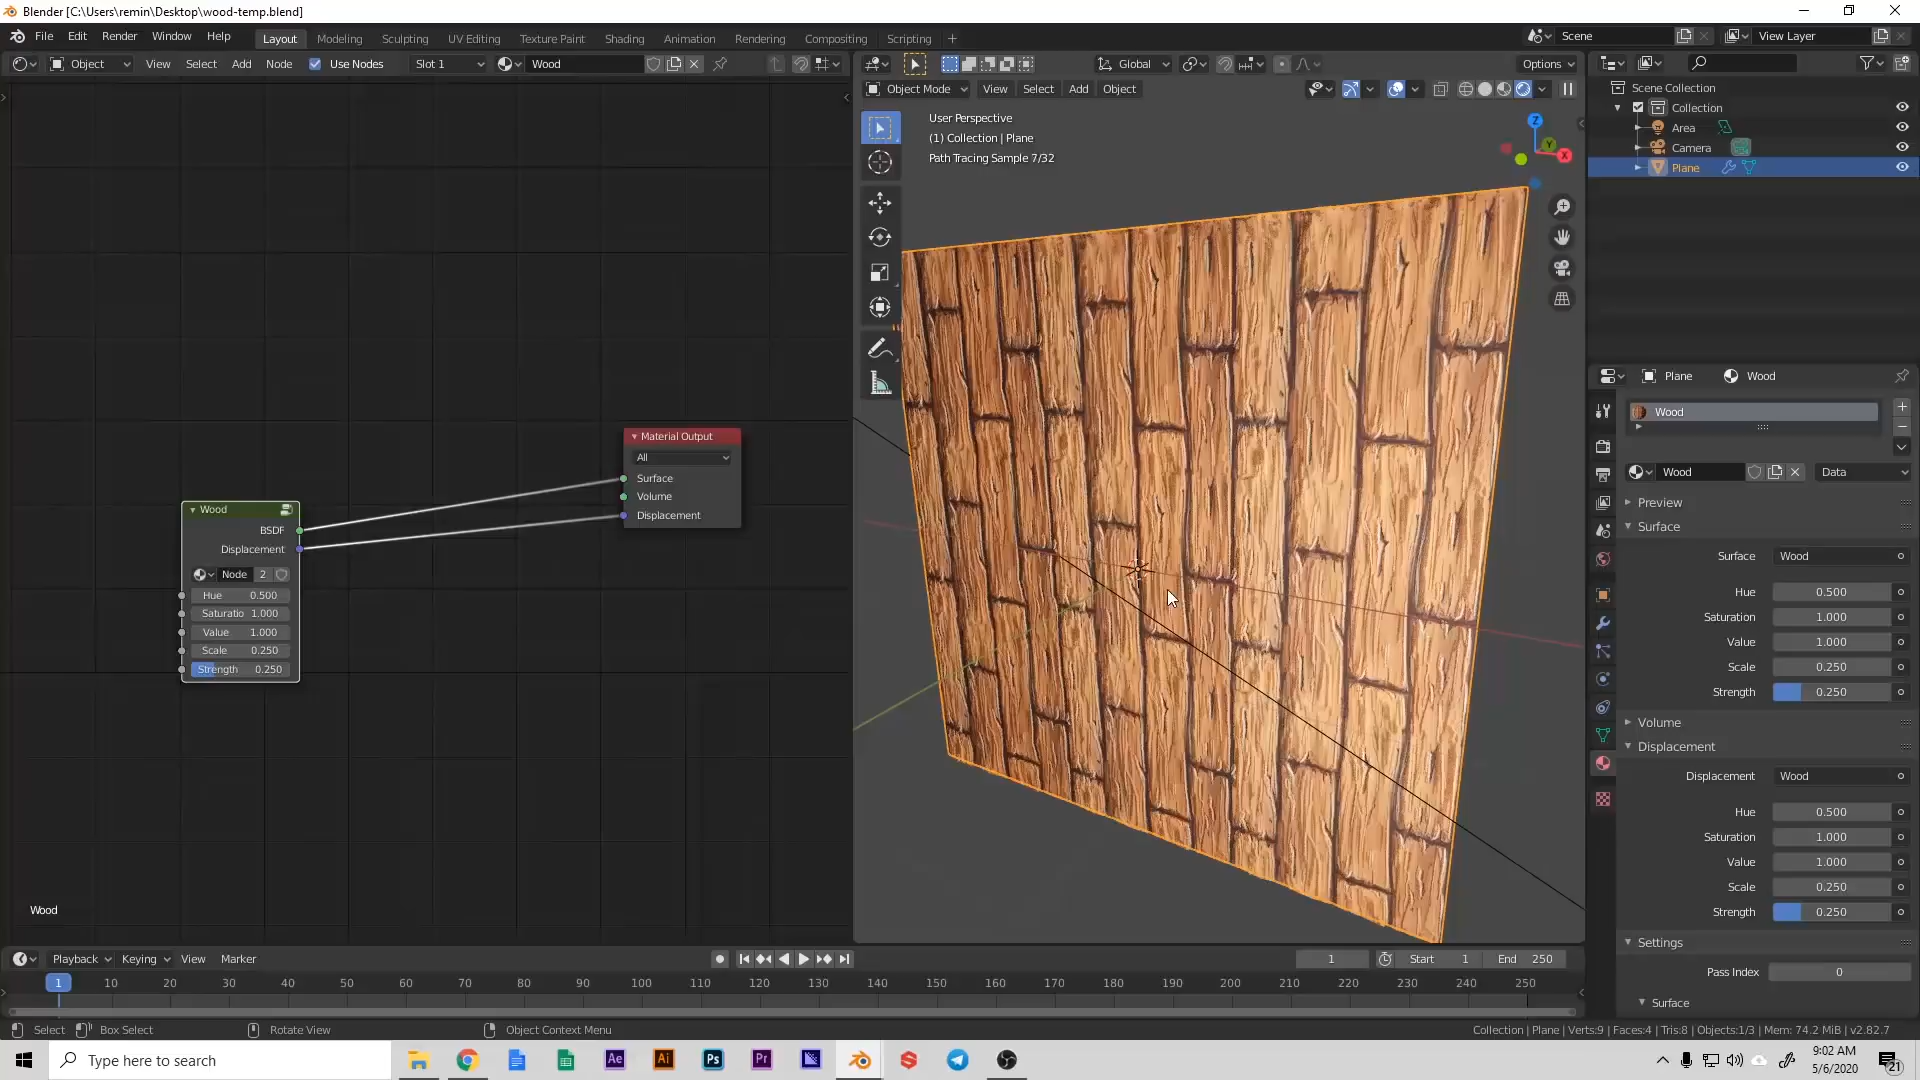 Blender [C:\Users\remin\Desktop\wood-temp.blend]
File Edit Render Window Help Layout Modeling Sculpting UV Editing Texture Paint Shading Animation Rendering Compositing Scripting + Scene View Layer
Object View Select Add Node Use Nodes Slot 1 Wood Global Options
Object Mode View Select Add Object
User Perspective
(1) Collection | Plane
Path Tracing Sample 7/32
Z
Y
X
Scene Collection
Collection
Area
Camera
Plane
Material Output
All
Surface
Volume
Displacement
Wood
BSDF
Displacement
Node 2
Hue 0.500
Saturatio 1.000
Value 1.000
Scale 0.250
Strength 0.250
Wood
Plane Wood
Wood
Wood Data
Preview
Surface
Surface Wood
Hue 0.500
Saturation 1.000
Value 1.000
Scale 0.250
Strength 0.250
Volume
Displacement
Displacement Wood
Hue 0.500
Saturation 1.000
Value 1.000
Scale 0.250
Strength 0.250
Settings
Pass Index 0
Surface
Playback Keying View Marker 1 Start 1 End 250
1 10 20 30 40 50 60 70 80 90 100 110 120 130 140 150 160 170 180 190 200 210 220 230 240 250
Select Box Select Rotate View Object Context Menu Collection | Plane | Verts:9 | Faces:4 | Tris:8 | Objects:1/3 | Mem: 74.2 MiB | v2.82.7
Type here to search Ae Ai Ps Pr
9:02 AM
5/6/2020
21